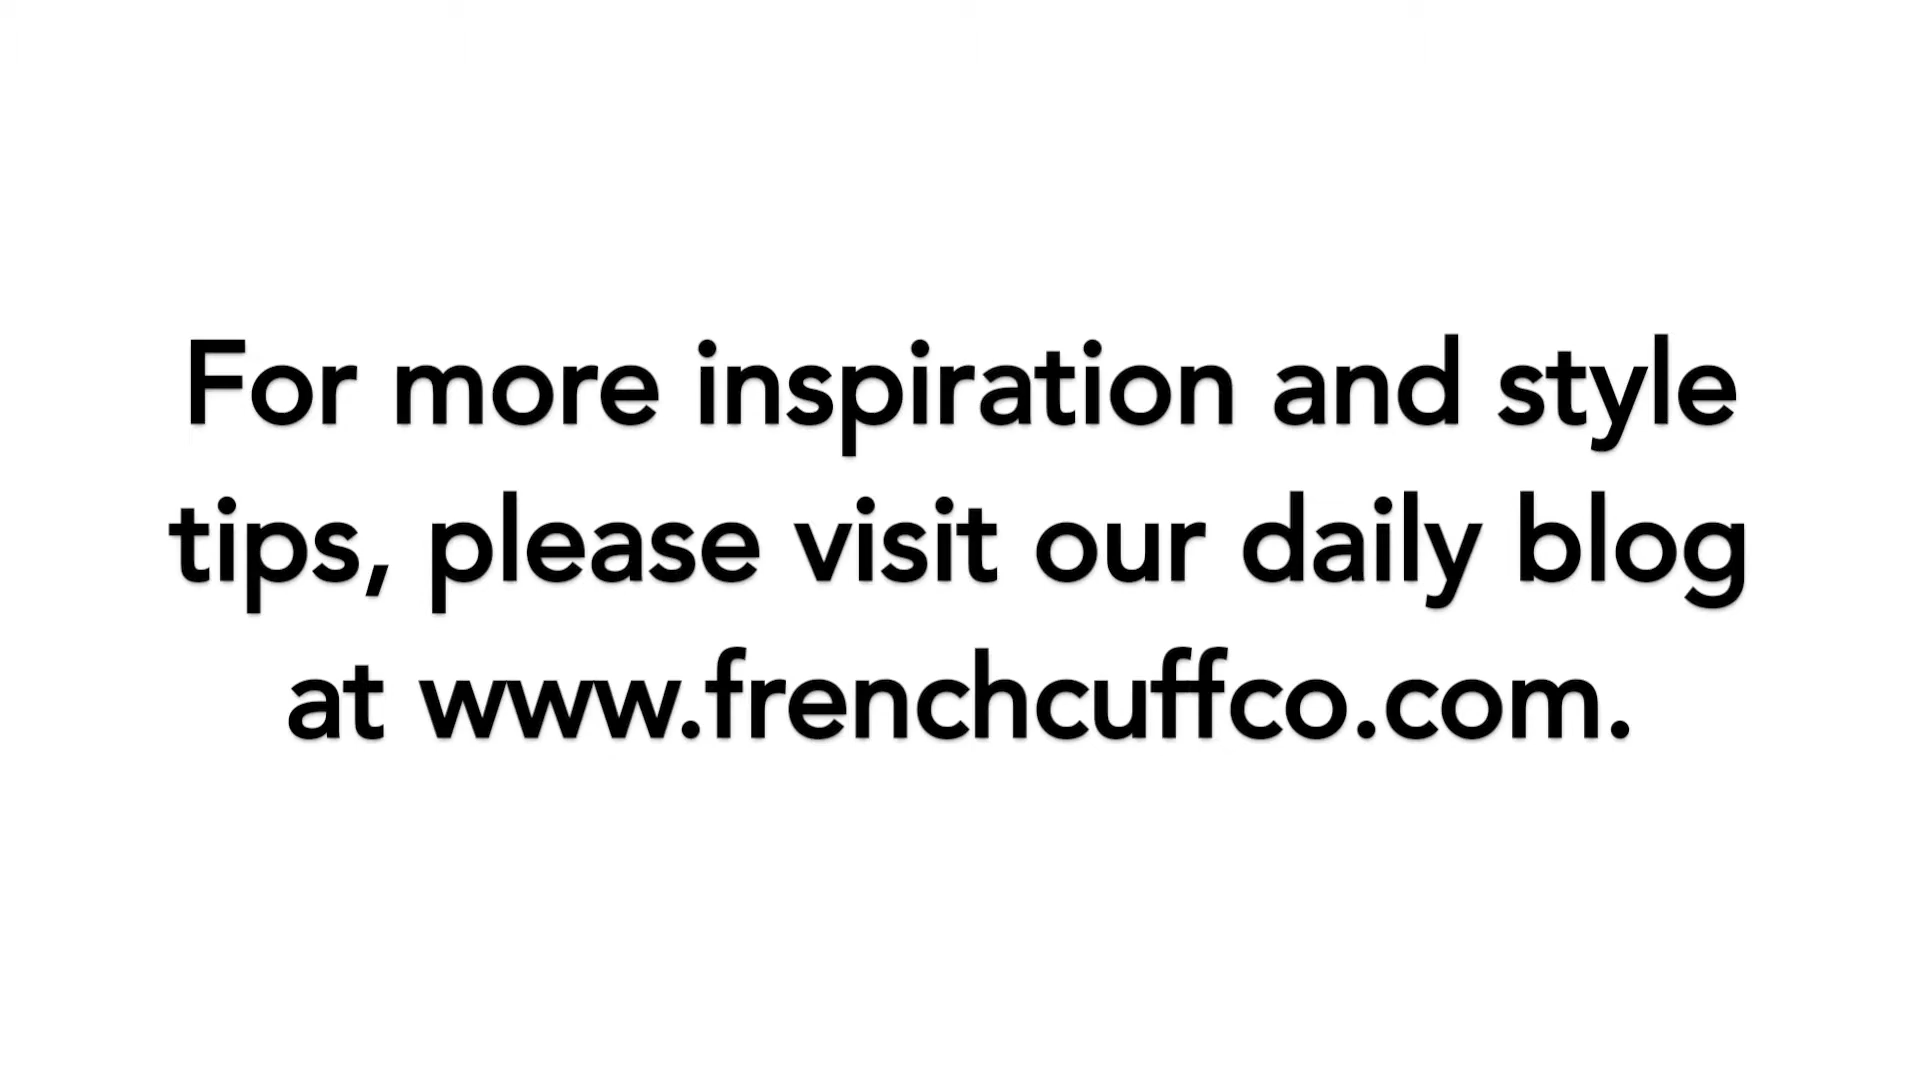 For more inspiration and style
tips, please visit our daily blog
at www.frenchcuffco.com.